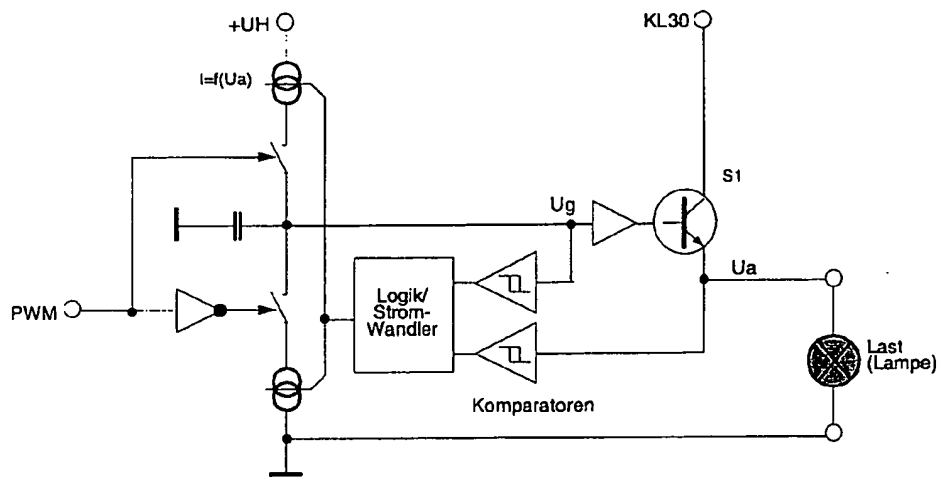 +UH
KL30
I=f(Ua)
S1
Ug
Ua
Logik/
Strom-
Wandler
PWM
Last
(Lampe)
Komparatoren